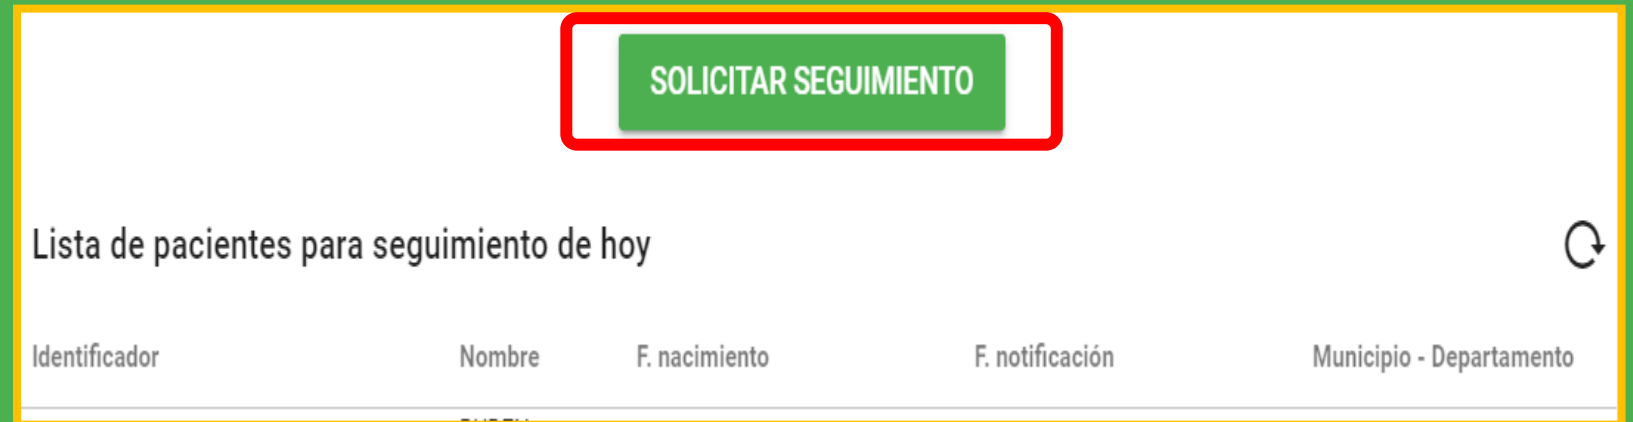 SOLICITAR SEGUIMIENTO
Lista de pacientes para seguimiento de hoy
Identificador Nombre F. nacimiento F. notificación Municipio - Departamento